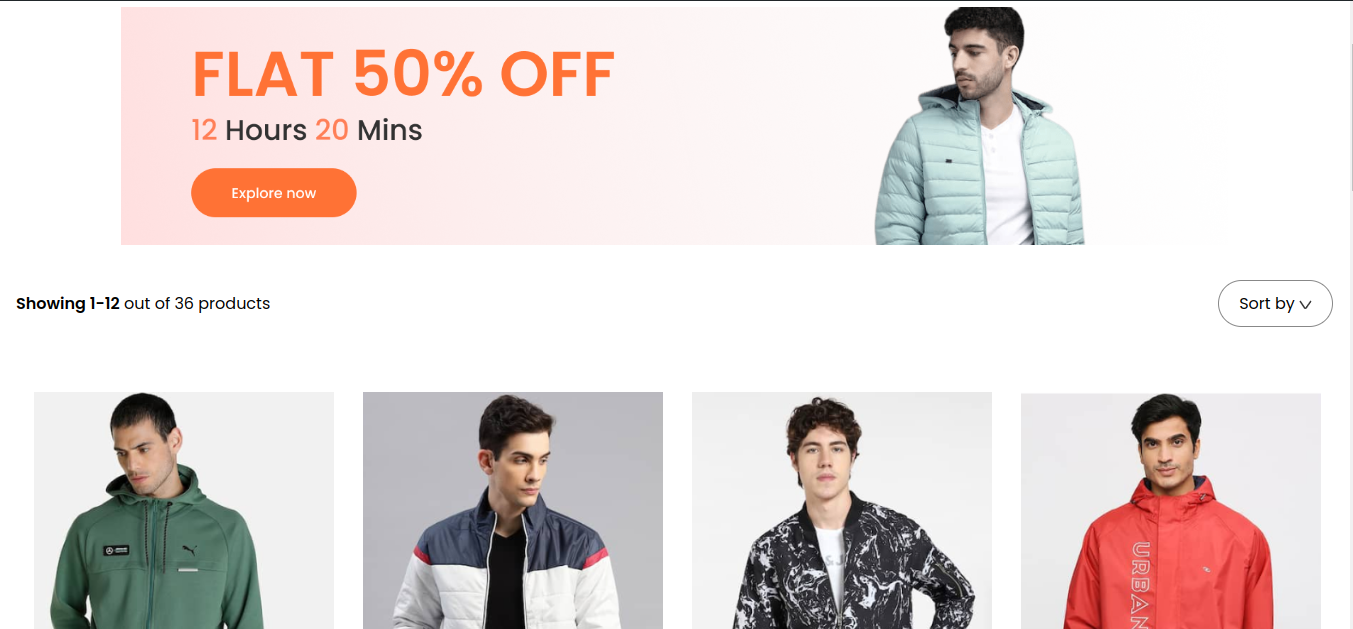 FLAT 50% OFF
12 Hours 20 Mins
Explore now
Showing 1-12 out of 36 products
Sort by
URBAN